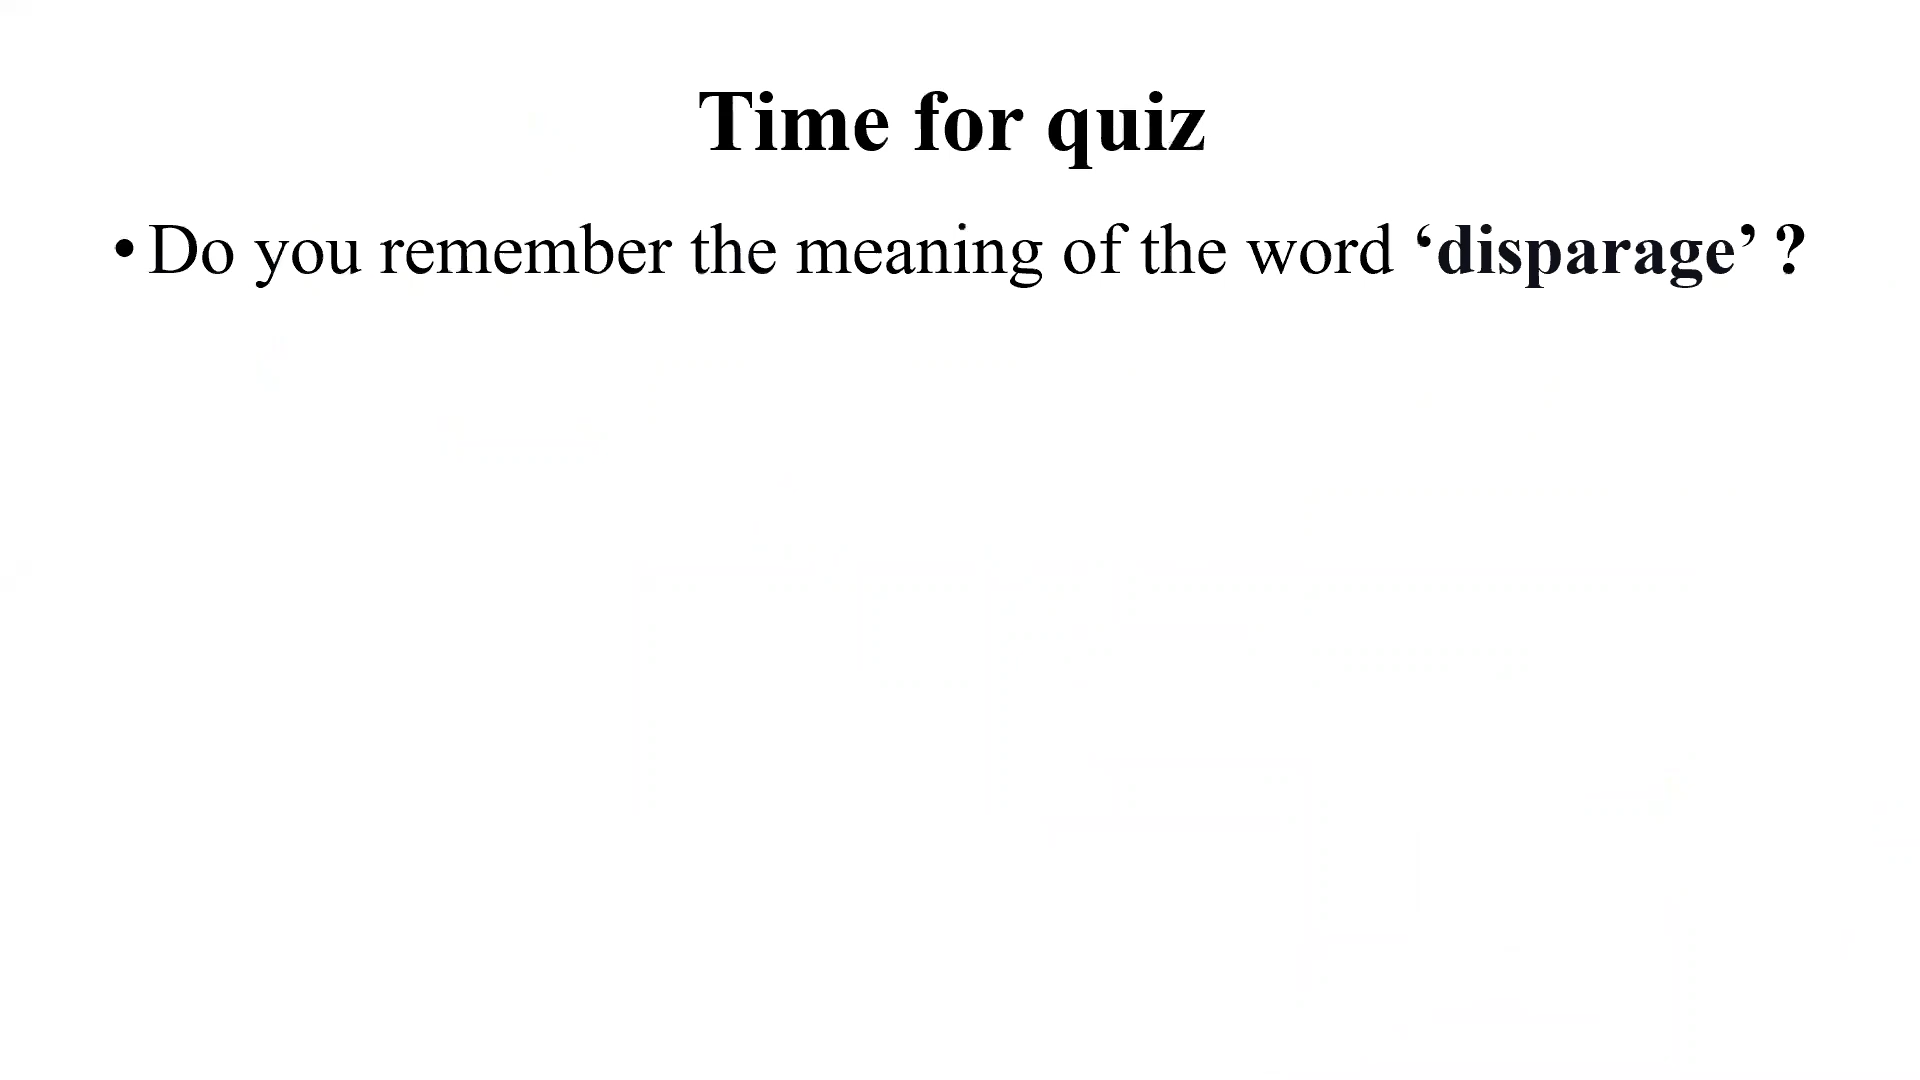 Time for quiz
• Do you remember the meaning of the word ‘disparage’ ?